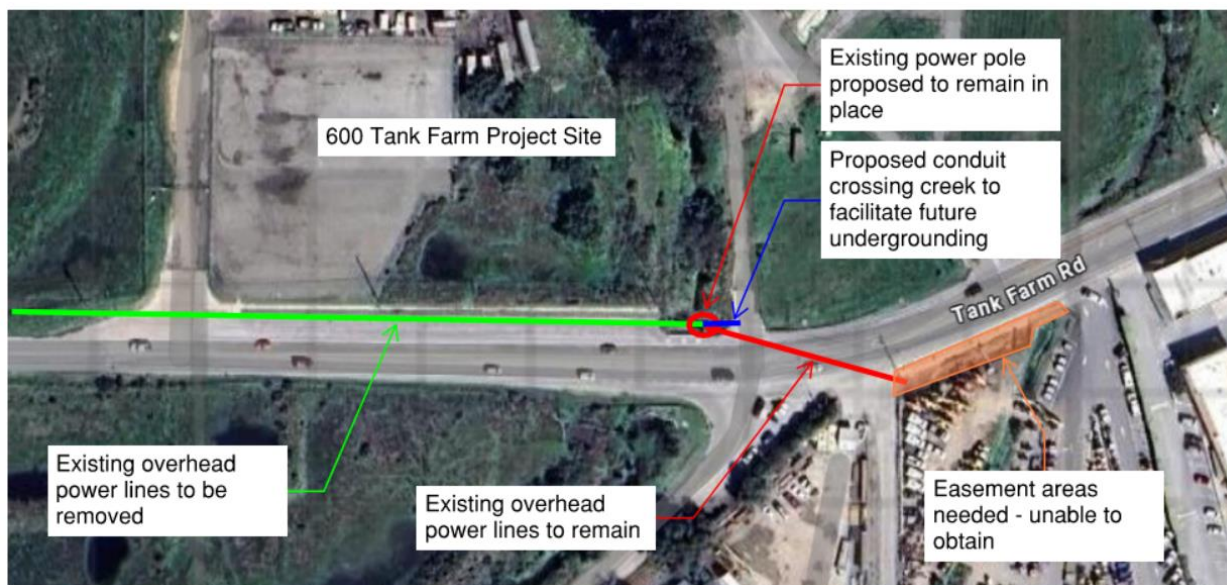 600 Tank Farm Project Site
Existing power pole
proposed to remain in
place
Proposed conduit
crossing creek to
facilitate future
undergrounding
Tank Farm Rd
Existing overhead
power lines to be
removed
Existing overhead
power lines to remain
Easement areas
needed - unable to
obtain